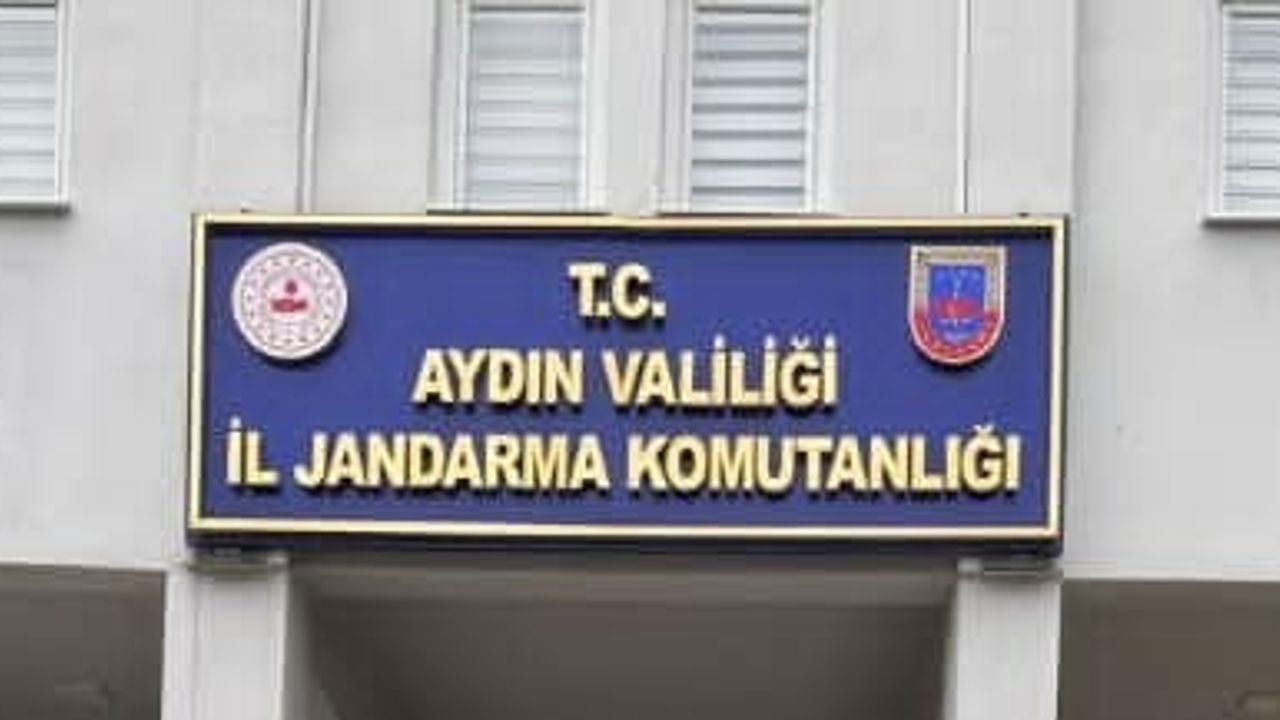 T.C.
AYDIN VALİLİĞİ
İL JANDARMA KOMUTANLIĞI